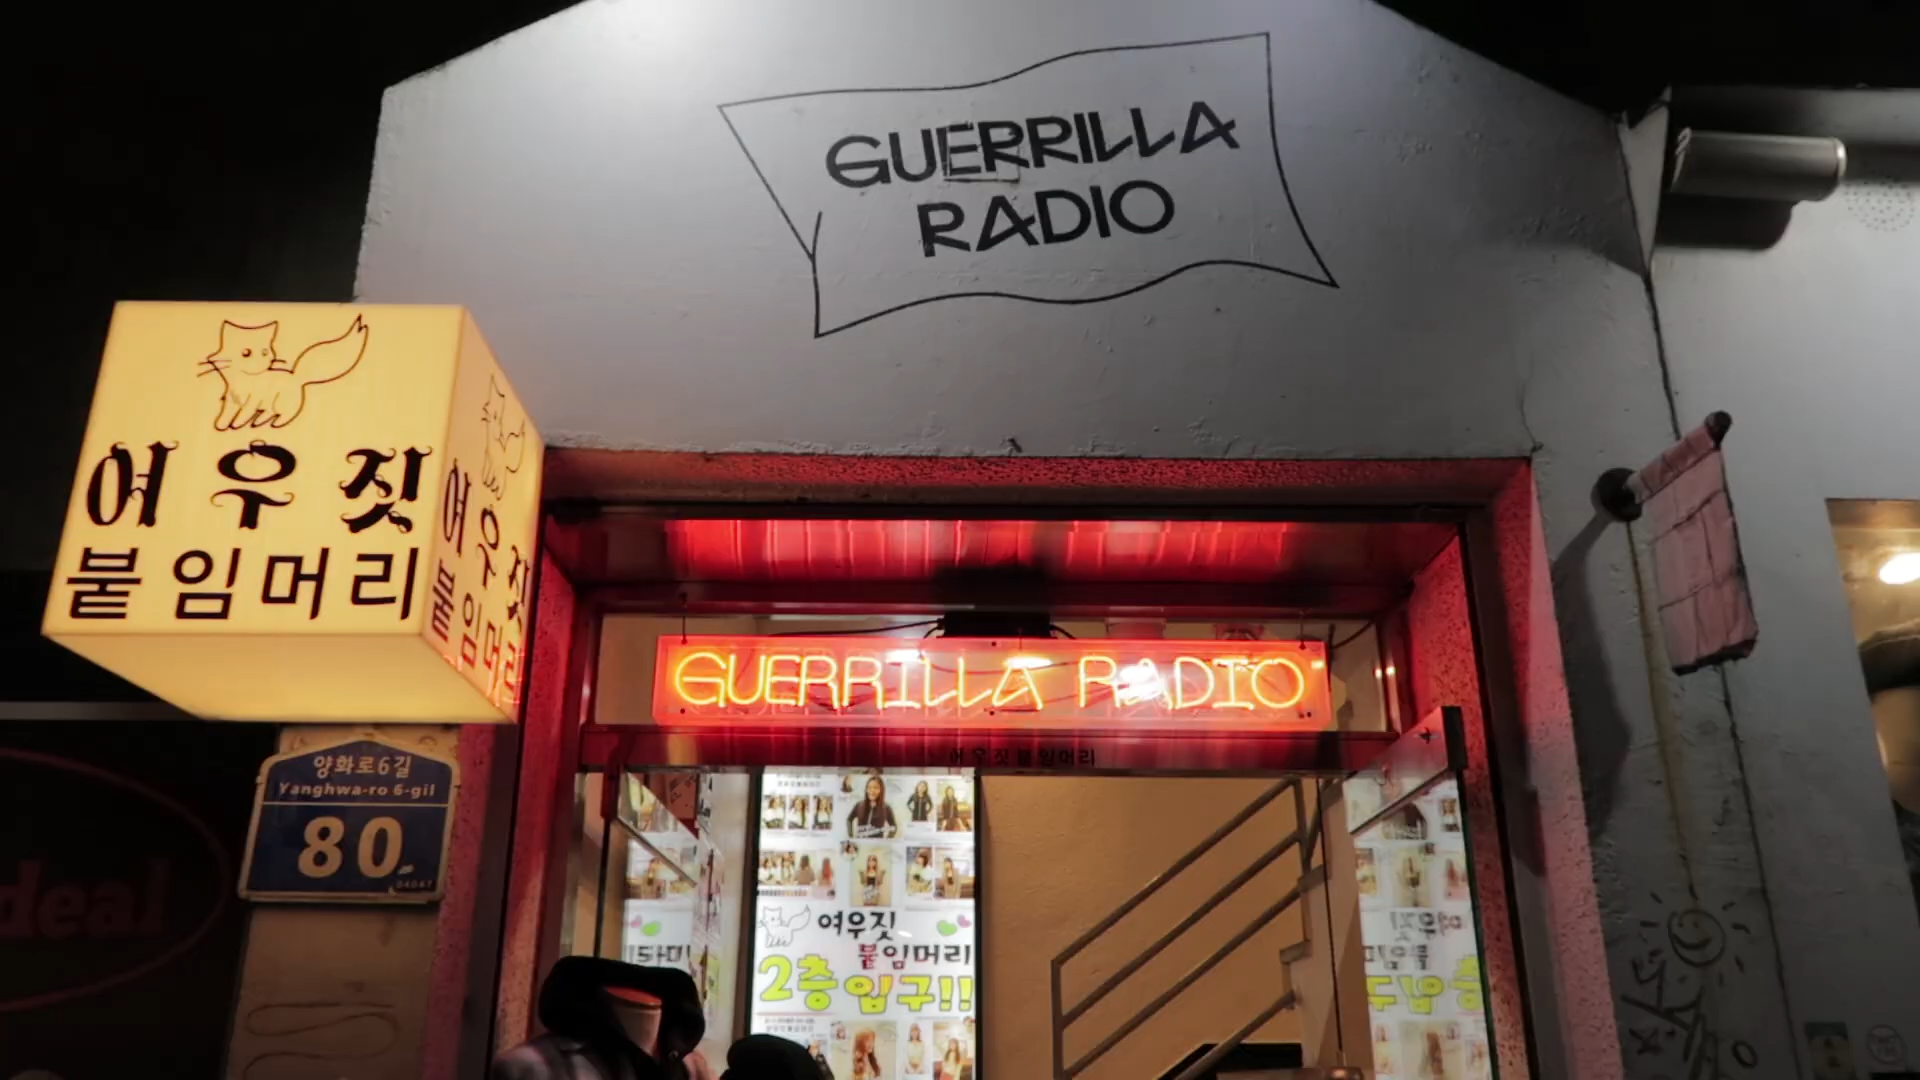 GUERRILLA
RADIO
여우짓
붙임머리
여우짓
붙임머리
GUERRILLA RADIO
여우짓붙임머리
양화로6길
Yanghwa-ro 6-gil
80
04047
deal
여우짓
붙임머리
2층입구!!